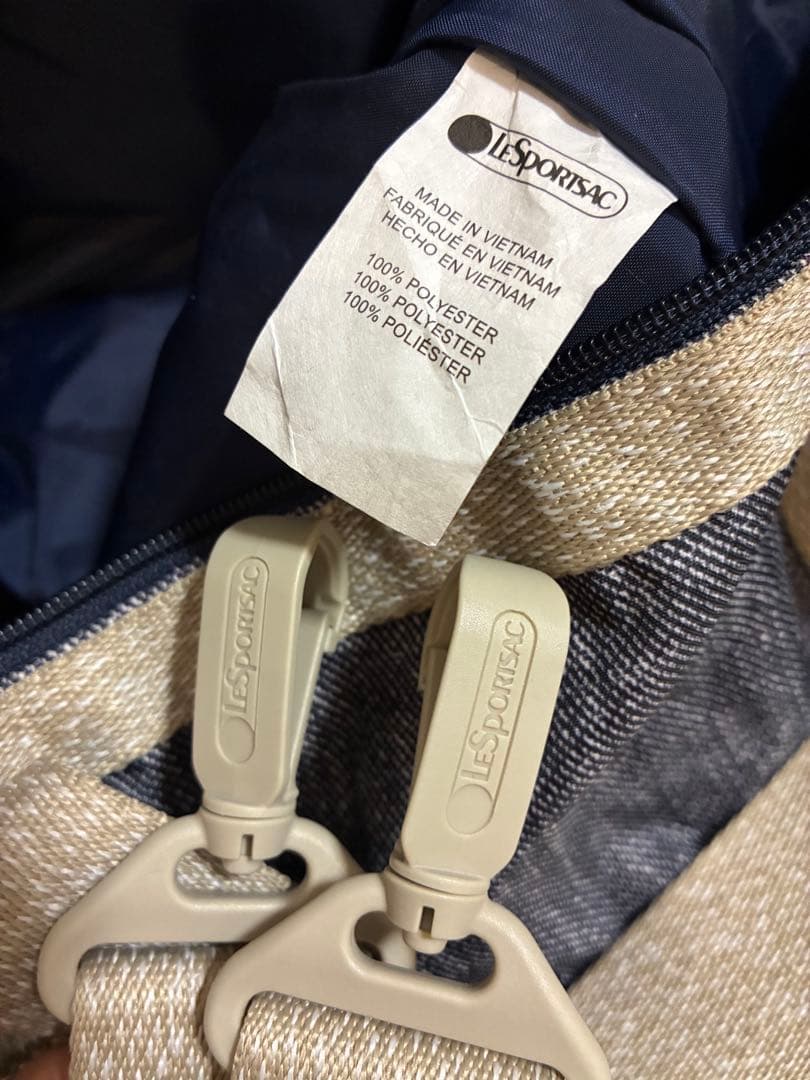 LeSportsac
MADE IN VIETNAM
FABRIQUÉ EN VIETNAM
HECHO EN VIETNAM
100% POLYESTER
100% POLYESTER
100% POLIÉSTER
LeSportsac
LeSportsac